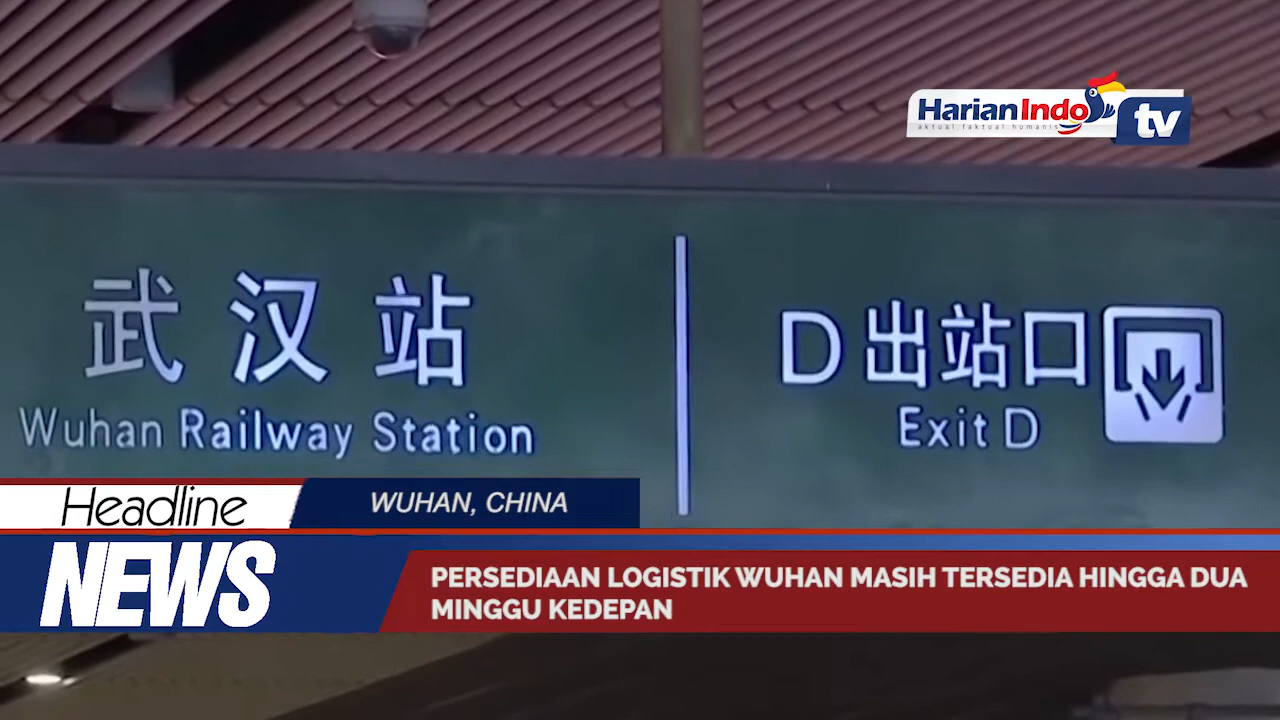 HarianIndo tv
aktual faktual humanis
武汉站
Wuhan Railway Station
D出站口
Exit D
Headline
WUHAN, CHINA
NEWS
PERSEDIAAN LOGISTIK WUHAN MASIH TERSEDIA HINGGA DUA
MINGGU KEDEPAN